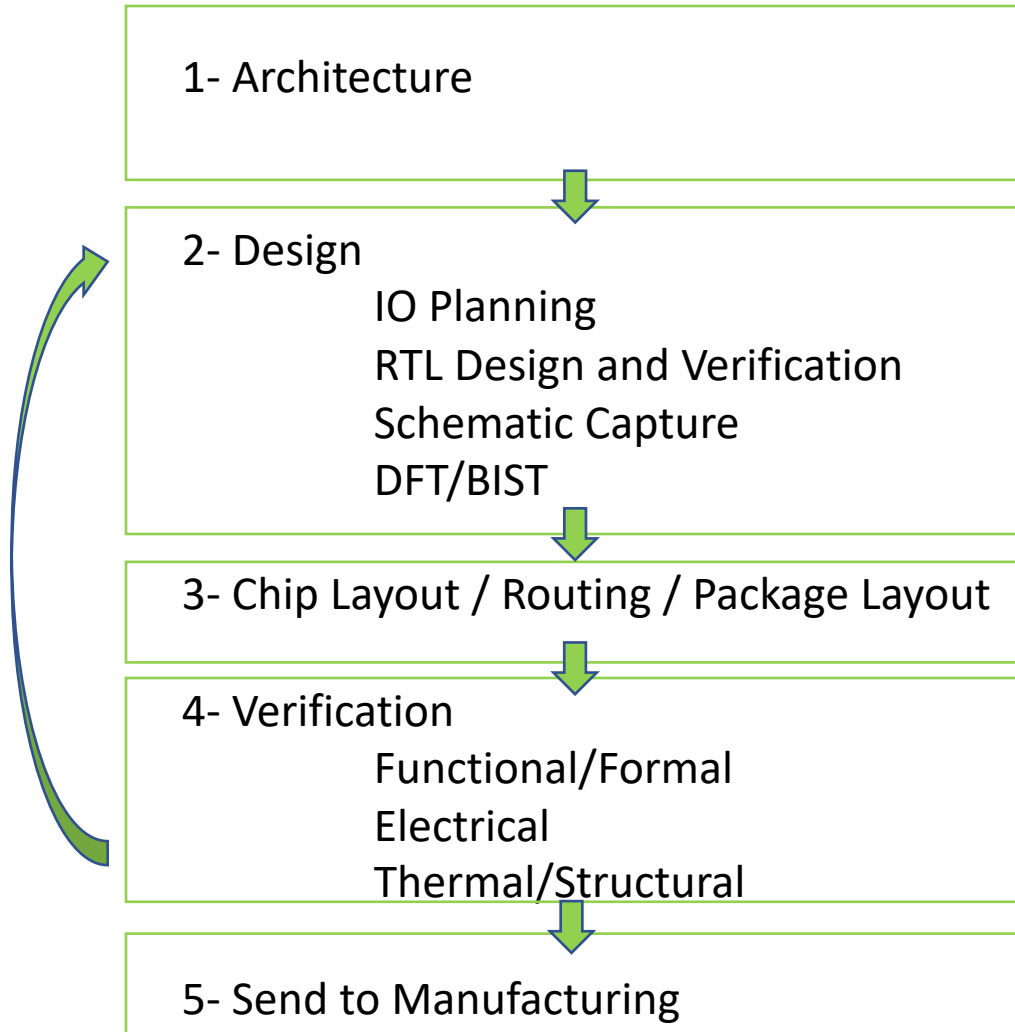 1- Architecture
2- Design
IO Planning
RTL Design and Verification
Schematic Capture
DFT/BIST
3- Chip Layout / Routing / Package Layout
4- Verification
Functional/Formal
Electrical
Thermal/Structural
5- Send to Manufacturing